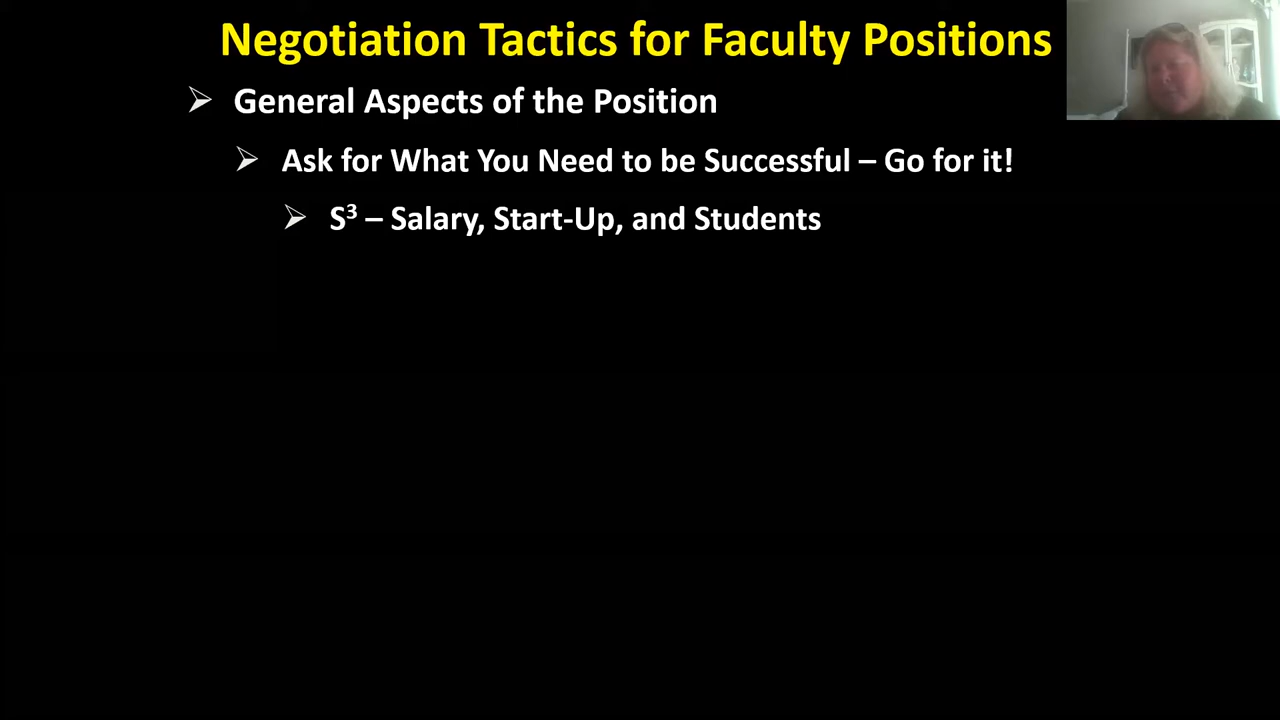 Negotiation Tactics for Faculty Positions
➢ General Aspects of the Position
➢ Ask for What You Need to be Successful – Go for it!
➢ S³ – Salary, Start-Up, and Students